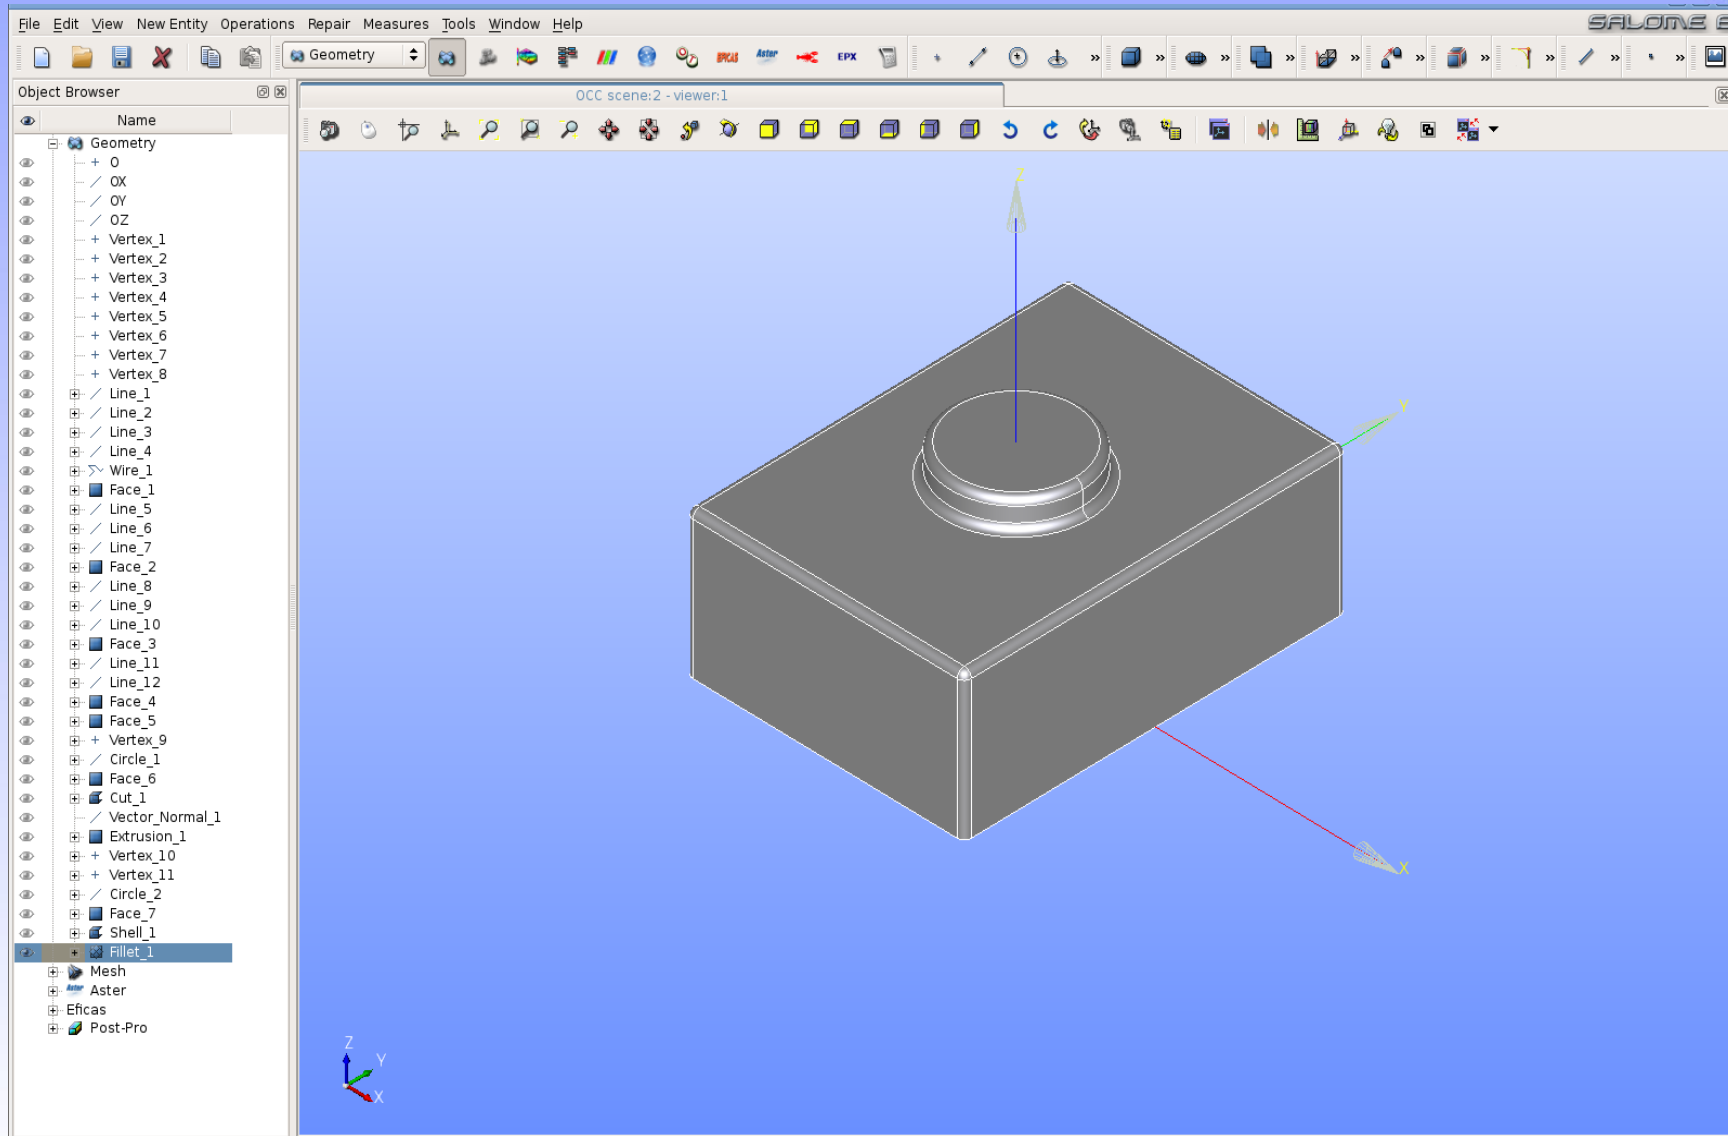 File Edit View New Entity Operations Repair Measures Tools Window Help
SALOME
Geometry
EFICAS
Aster
EPX
Object Browser
OCC scene:2 - viewer:1
Name
Geometry
O
OX
OY
OZ
Vertex_1
Vertex_2
Vertex_3
Vertex_4
Vertex_5
Vertex_6
Vertex_7
Vertex_8
Line_1
Line_2
Line_3
Line_4
Wire_1
Face_1
Line_5
Line_6
Line_7
Face_2
Line_8
Line_9
Line_10
Face_3
Line_11
Line_12
Face_4
Face_5
Vertex_9
Circle_1
Face_6
Cut_1
Vector_Normal_1
Extrusion_1
Vertex_10
Vertex_11
Circle_2
Face_7
Shell_1
Fillet_1
Mesh
Aster
Eficas
Post-Pro
Z
Y
X
Z
Y
X